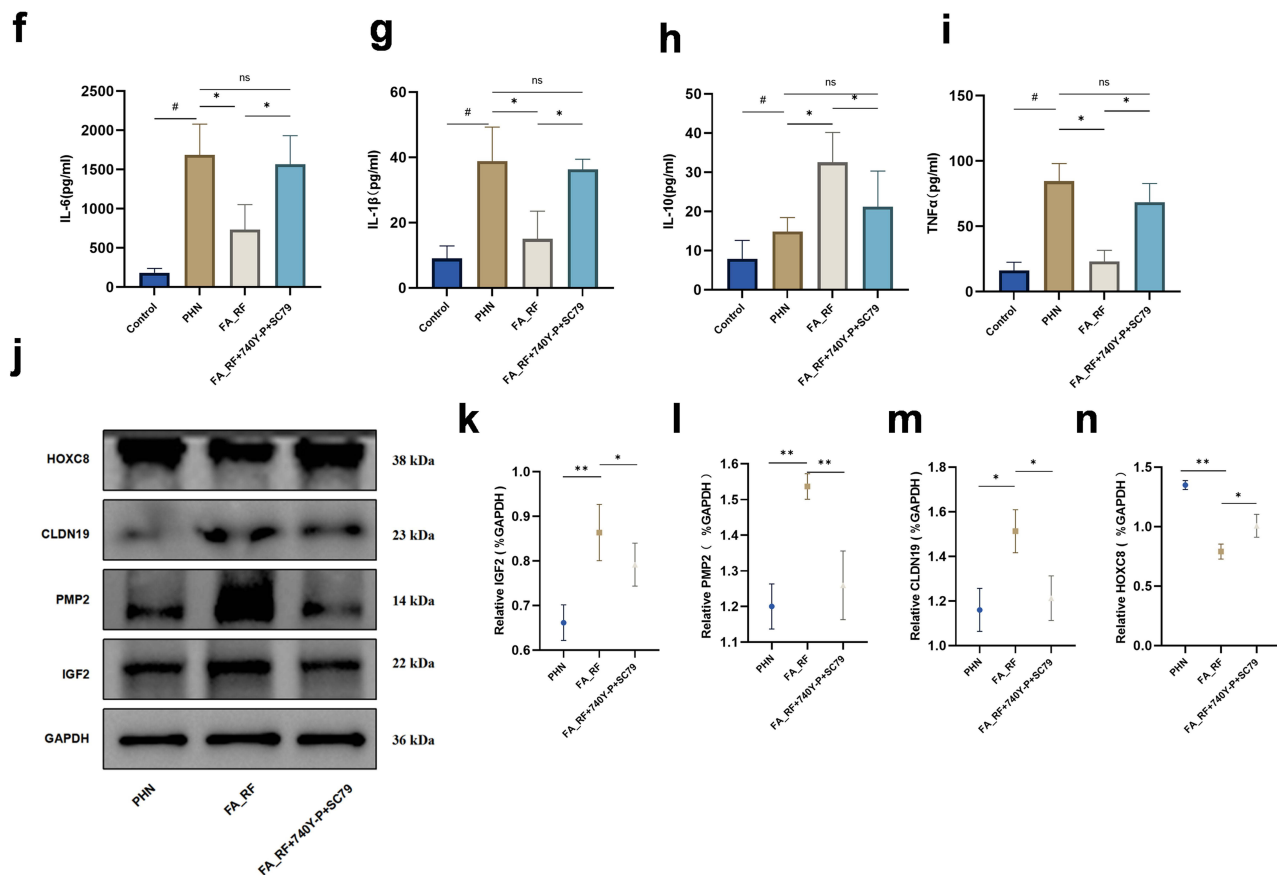 f
g
h
i
ns
#
*
*
IL-6(pg/ml)
2500
2000
1500
1000
500
0
Control
PHN
FA_RF
FA_RF+740Y-P+SC79
ns
#
*
*
IL-1β(pg/ml)
60
40
20
0
Control
PHN
FA_RF
FA_RF+740Y-P+SC79
ns
#
*
*
IL-10(pg/ml)
50
40
30
20
10
0
Control
PHN
FA_RF
FA_RF+740Y-P+SC79
ns
#
*
*
TNFα(pg/ml)
150
100
50
0
Control
PHN
FA_RF
FA_RF+740Y-P+SC79
j
HOXC8
38 kDa
CLDN19
23 kDa
PMP2
14 kDa
IGF2
22 kDa
GAPDH
36 kDa
PHN
FA_RF
FA_RF+740Y-P+SC79
k
**
*
Relative IGF2 (%GAPDH )
1.0
0.9
0.8
0.7
0.6
PHN
FA_RF
FA_RF+740Y-P+SC79
l
**
**
Relative PMP2( %GAPDH )
1.6
1.5
1.4
1.3
1.2
1.1
PHN
FA_RF
FA_RF+740Y-P+SC79
m
*
*
Relative CLDN19 (%GAPDH )
1.8
1.6
1.4
1.2
1.0
PHN
FA_RF
FA_RF+740Y-P+SC79
n
**
*
Relative HOXC8 ( %GAPDH )
1.5
1.0
0.5
0.0
PHN
FA_RF
FA_RF+740Y-P+SC79